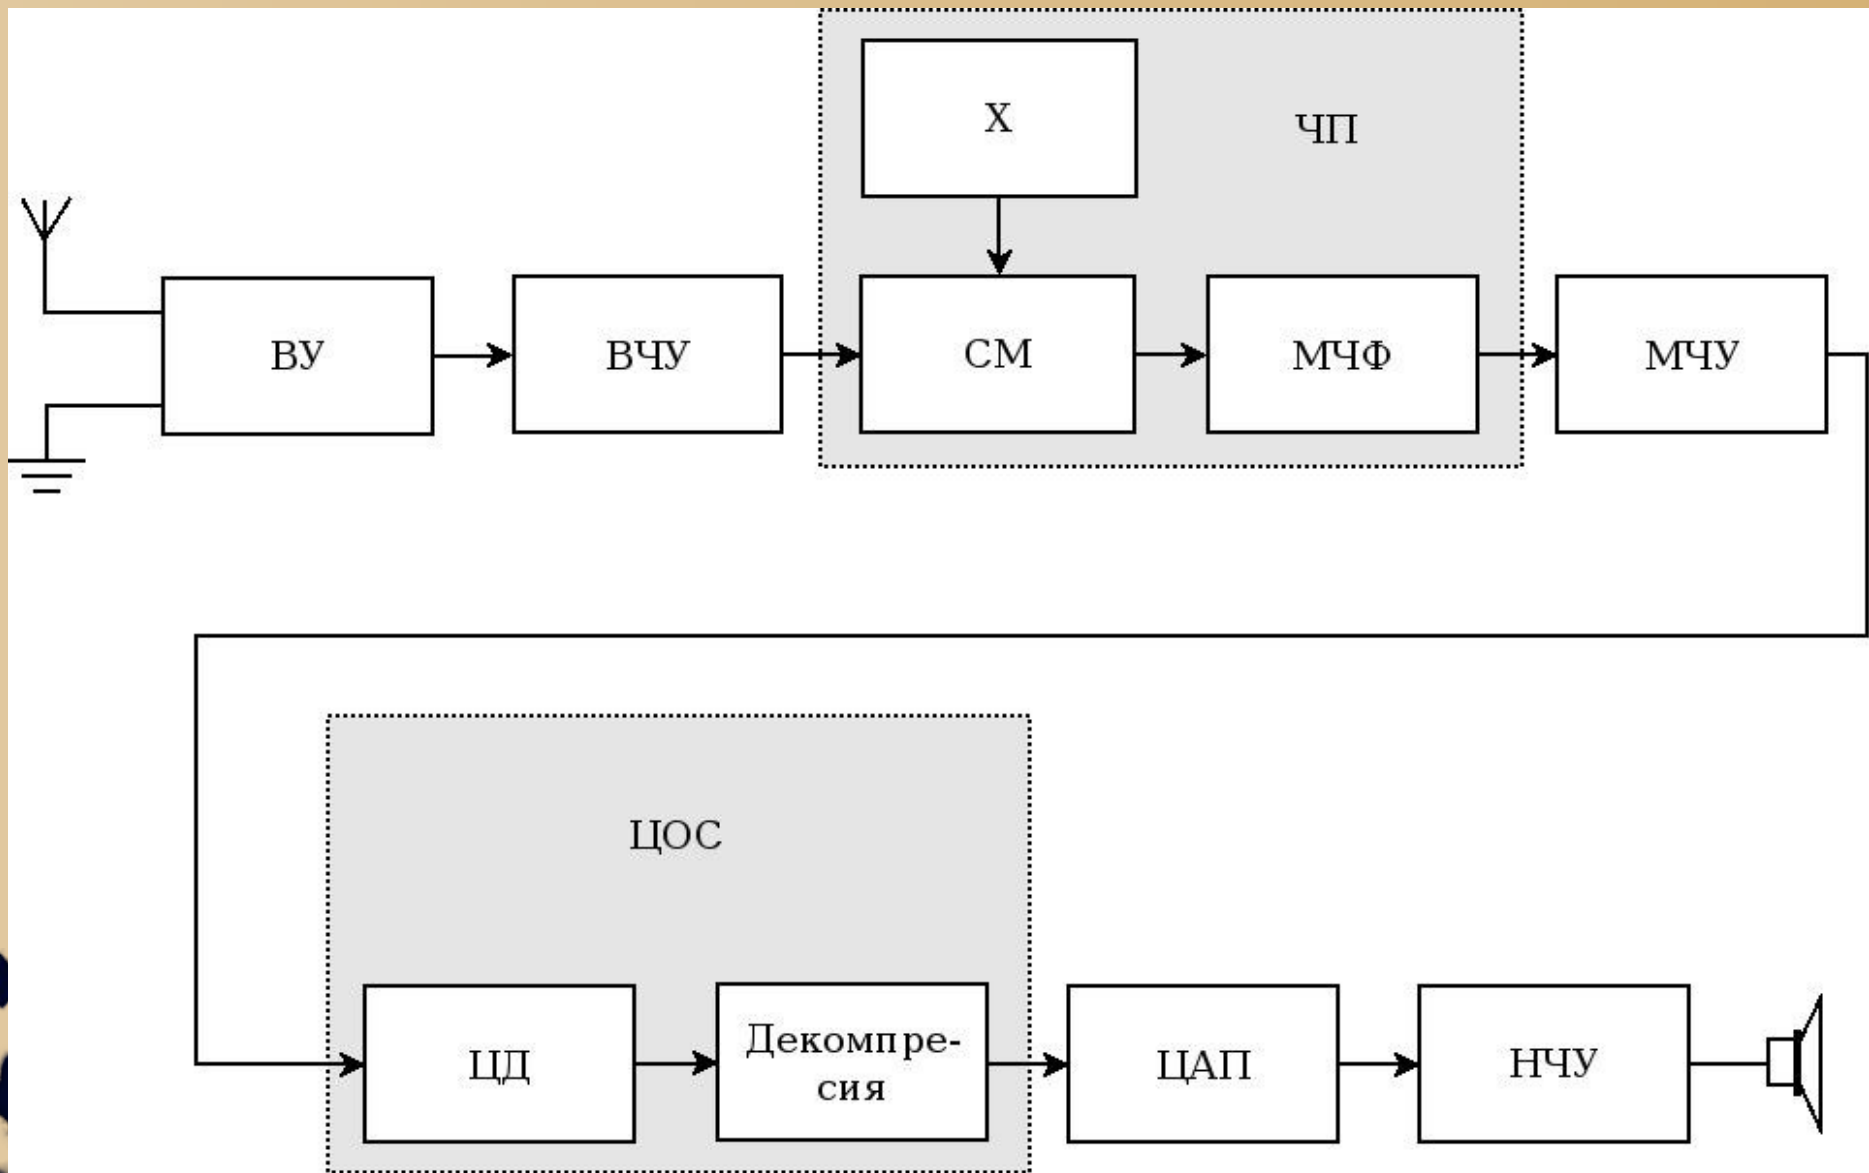 Х
ЧП
ВУ
ВЧУ
СМ
МЧФ
МЧУ
ЦОС
ЦД
Декомпре-
сия
ЦАП
НЧУ